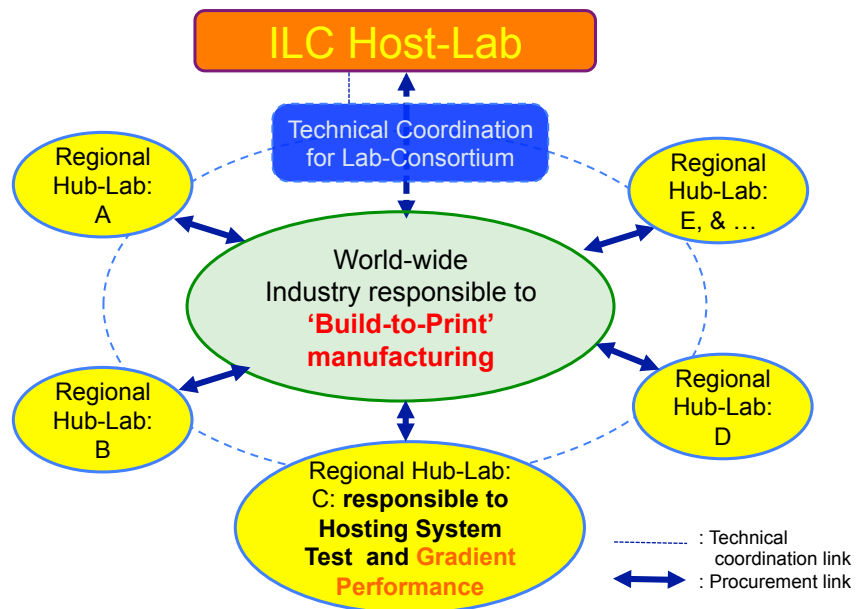 ILC Host-Lab
Technical Coordination
for Lab-Consortium
Regional
Hub-Lab:
A
Regional
Hub-Lab:
E, & …
World-wide
Industry responsible to
‘Build-to-Print’
manufacturing
Regional
Hub-Lab:
B
Regional
Hub-Lab:
D
Regional Hub-Lab:
C: responsible to
Hosting System
Test and Gradient
Performance
: Technical
coordination link
: Procurement link